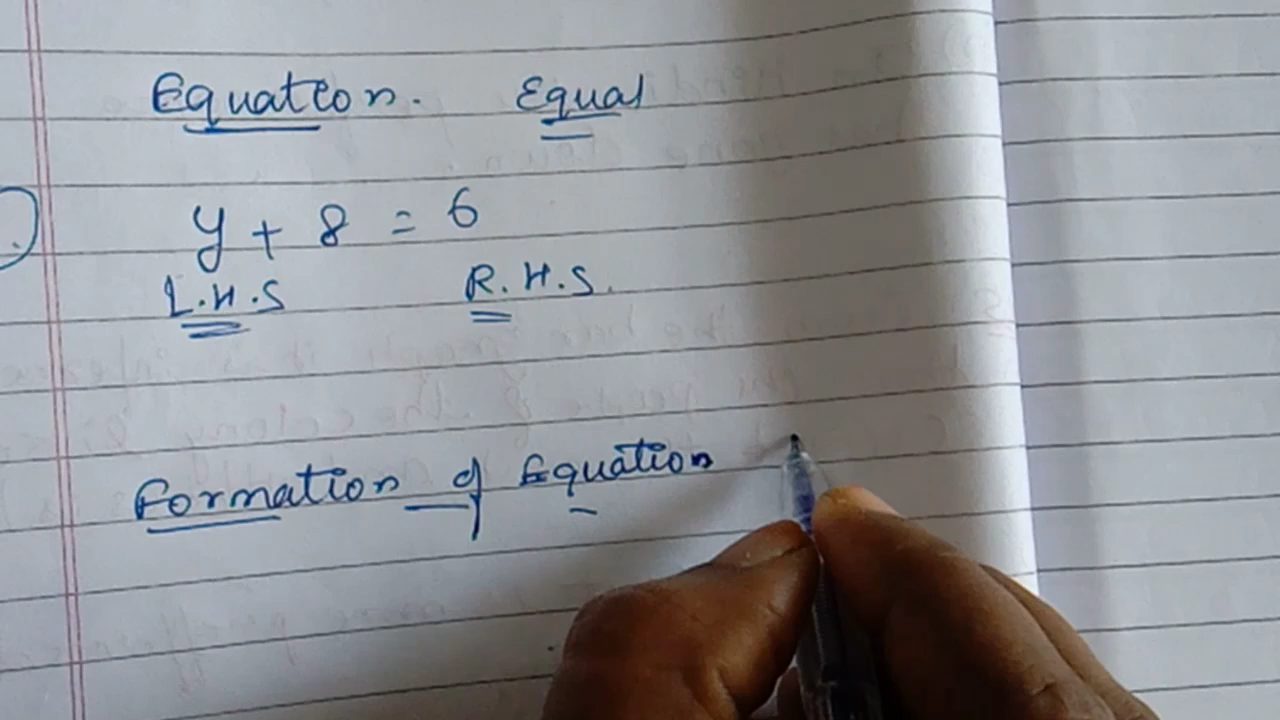 Equation. Equal
y + 8 = 6
L.H.S R.H.S.
Formation of Equation